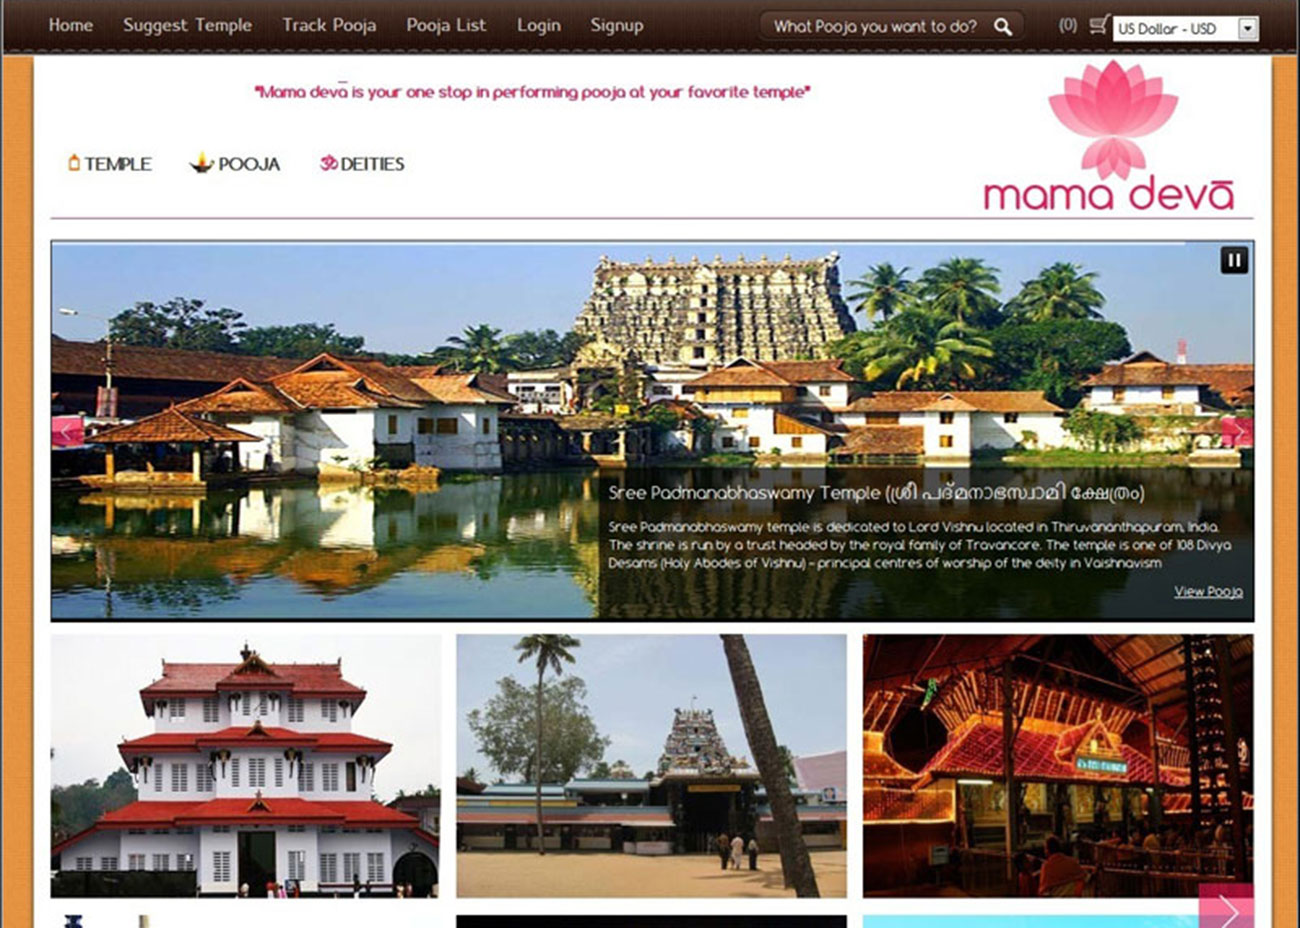 Home Suggest Temple Track Pooja Pooja List Login Signup What Pooja you want to do? (0) US Dollar - USD
"Mama devā is your one stop in performing pooja at your favorite temple"
TEMPLE POOJA ॐ DEITIES
mama devā
Sree Padmanabhaswamy Temple (ശ്രീ പദ്മനാഭസ്വാമി ക്ഷേത്രം)
Sree Padmanabhaswamy temple is dedicated to Lord Vishnu located in Thiruvananthapuram, India.
The shrine is run by a trust headed by the royal family of Travancore. The temple is one of 108 Divya
Desams (Holy Abodes of Vishnu) - principal centres of worship of the deity in Vaishnavism
View Pooja